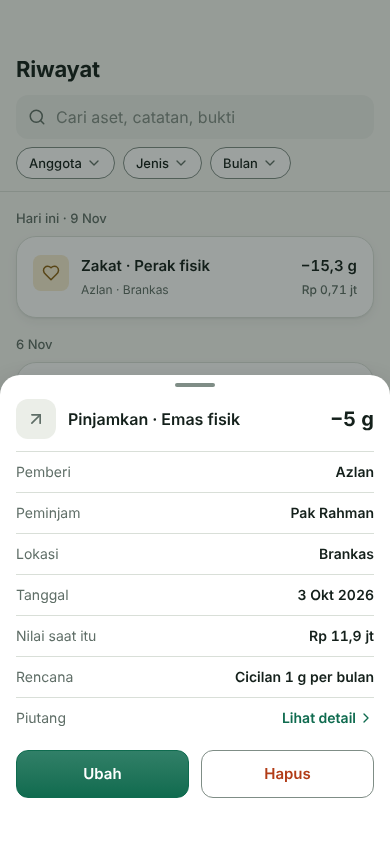 Riwayat
Cari aset, catatan, bukti
Anggota Jenis Bulan
Hari ini · 9 Nov
Zakat · Perak fisik −15,3 g
Azlan · Brankas Rp 0,71 jt
6 Nov
Pinjamkan · Emas fisik −5 g
Pemberi Azlan
Peminjam Pak Rahman
Lokasi Brankas
Tanggal 3 Okt 2026
Nilai saat itu Rp 11,9 jt
Rencana Cicilan 1 g per bulan
Piutang Lihat detail
Ubah Hapus